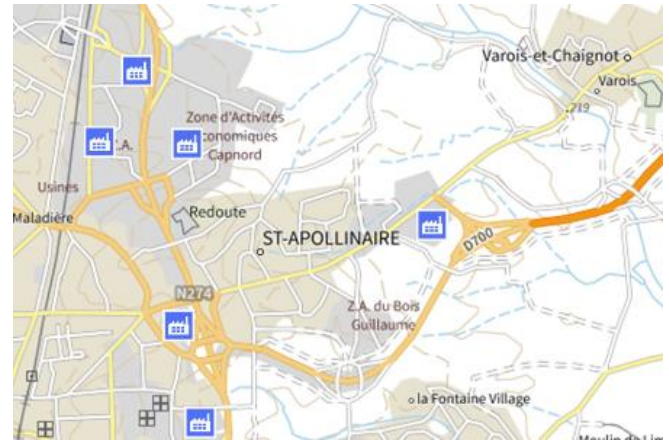 Varois-et-Chaignot
Varois
219
Zone d'Activités
conomiques
Capnord
Z.A.
Usines
Maladière
Redoute
ST-APOLLINAIRE
D700
N274
Z.A. du Bois
Guillaume
la Fontaine Village